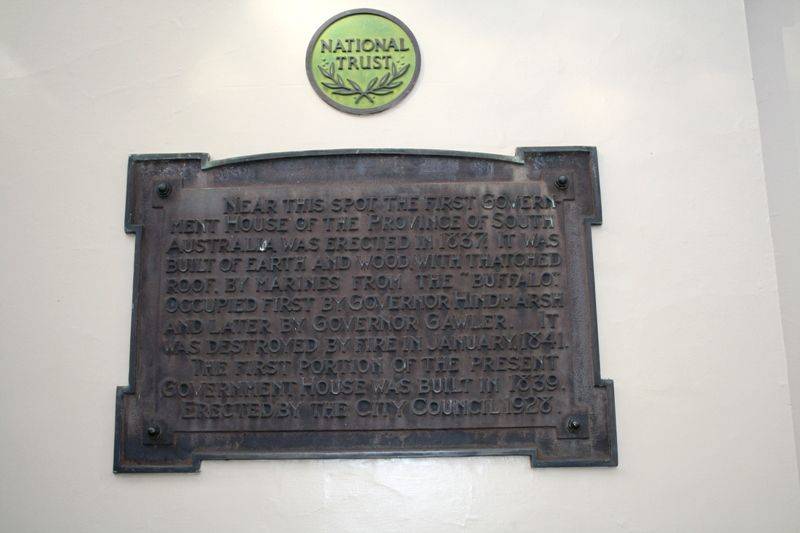 NATIONAL
TRUST
NEAR THIS SPOT THE FIRST GOVERN-
MENT HOUSE OF THE PROVINCE OF SOUTH
AUSTRALIA WAS ERECTED IN 1837. IT WAS
BUILT OF EARTH AND WOOD, WITH THATCHED
ROOF, BY MARINES FROM THE "BUFFALO".
OCCUPIED FIRST BY GOVERNOR HINDMARSH
AND LATER BY GOVERNOR GAWLER. IT
WAS DESTROYED BY FIRE IN JANUARY, 1841.
THE FIRST PORTION OF THE PRESENT
GOVERNMENT HOUSE WAS BUILT IN 1839.
ERECTED BY THE CITY COUNCIL 1928.